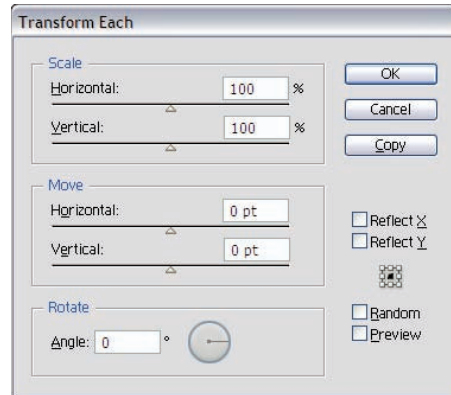 Transform Each
Scale
Horizontal: 100 %
Vertical: 100 %
OK
Cancel
Copy
Move
Horizontal: 0 pt
Vertical: 0 pt
Reflect X
Reflect Y
Rotate
Angle: 0 °
Random
Preview